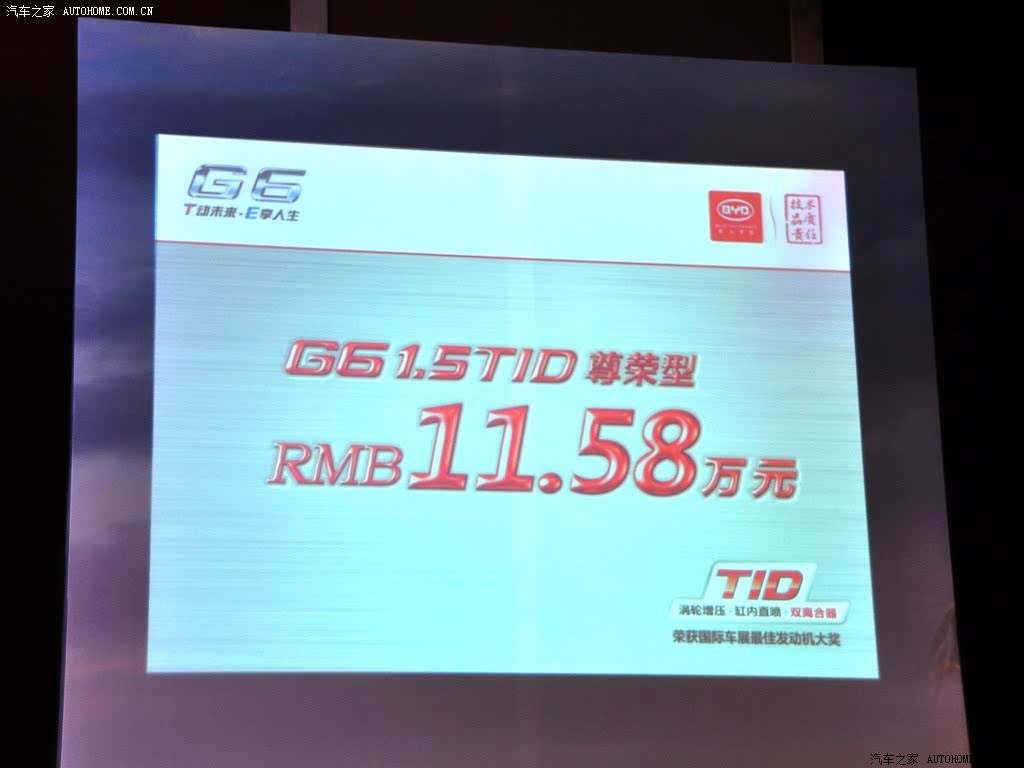 汽车之家 AUTOHOME.COM.CN
G6
T动未来·E享人生
BYD
技术
品质
责任
G6 1.5TID 尊荣型
RMB 11.58 万元
TID
涡轮增压·缸内直喷·双离合器
荣获国际车展最佳发动机大奖
汽车之家 AUTOHOME